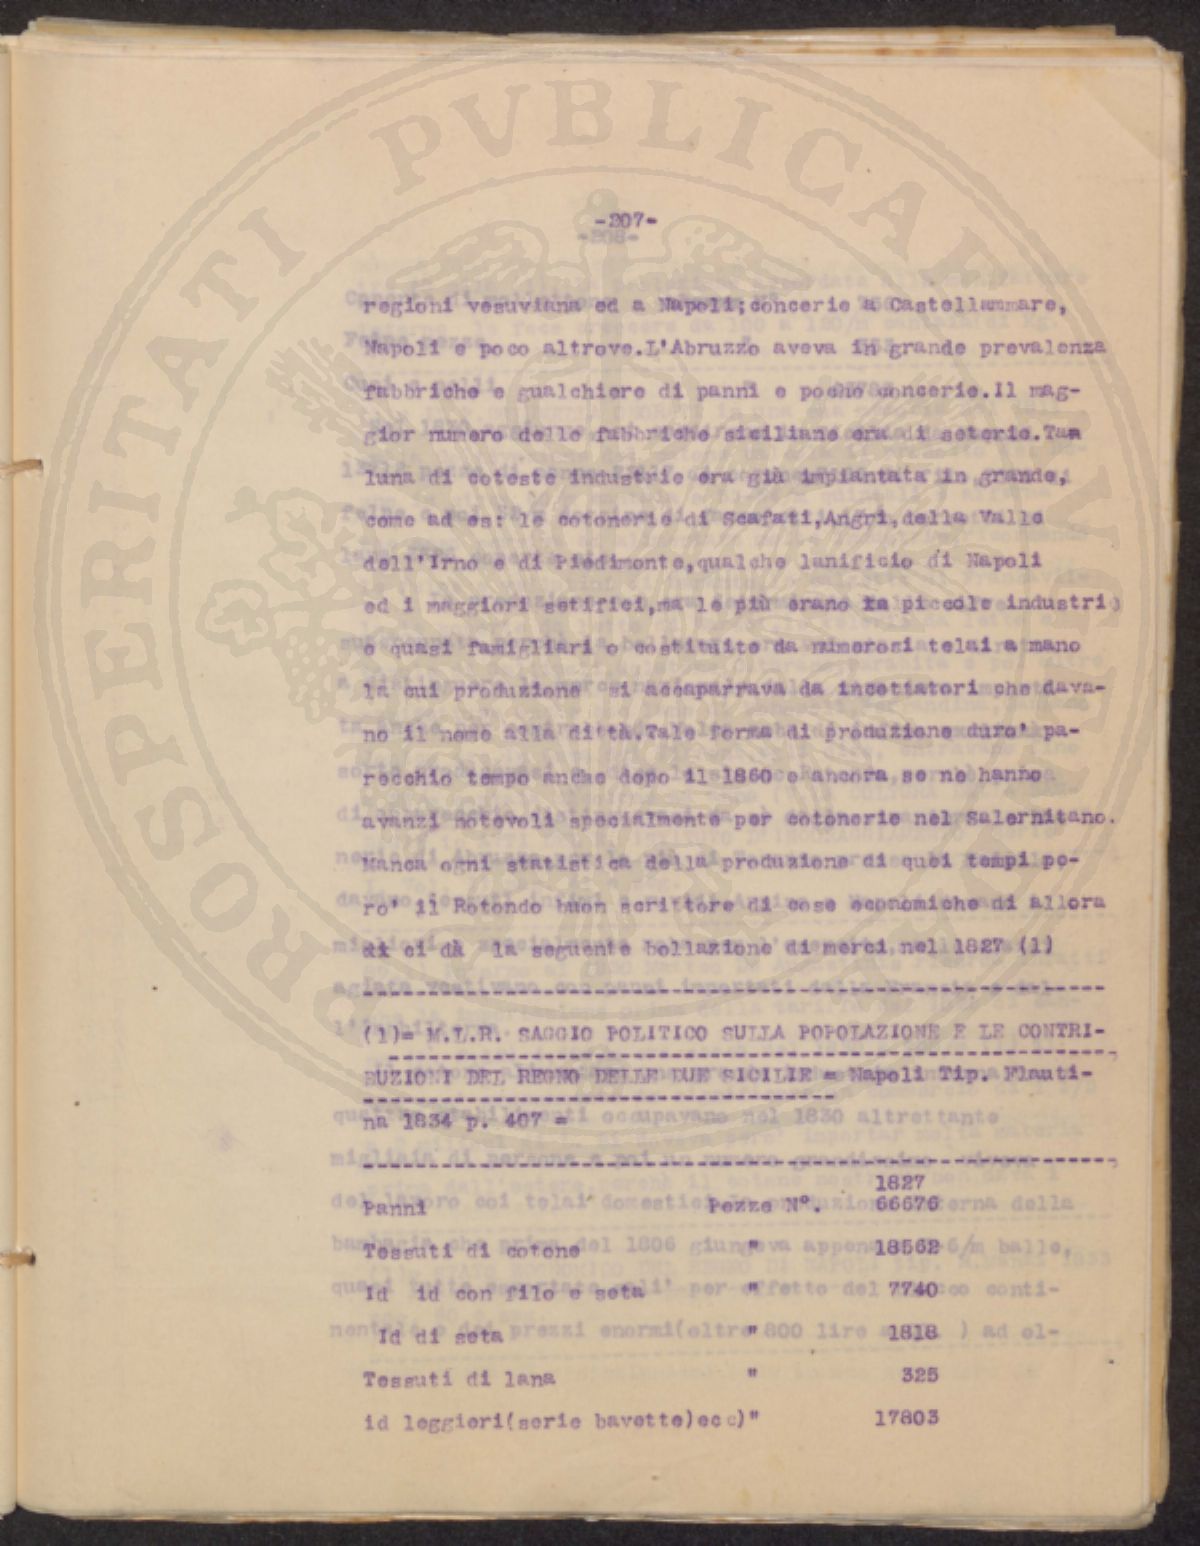 -207-
regioni vesuviana ed a Napoli;concerie a Castellammare,
Napoli e poco altrove.L'Abruzzo aveva in grande prevalenza
fabbriche e gualchiere di panni e poche concerie.Il mag-
gior numero delle fabbriche siciliane era di seterie.Taa
luna di coteste industrie era già impiantata in grande,
come ad es: le cotonerie di Scafati,Angri,della Valle
dell'Irno e di Piedimonte,qualche lanificio di Napoli
ed i maggiori setifici,ma le più erano piccole industrie
e quasi famigliari o costituite da numerosi telai a mano
la cui produzione si accaparrava da incettatori che dava-
no il nome alla ditta.Tale forma di produzione duro' pa-
recchio tempo anche dopo il 1860 e ancora se ne hanno
avanzi notevoli specialmente per cotonerie nel Salernitano.
Manca ogni statistica della produzione di quei tempi pe-
ro' il Rotondo buon scrittore di cose economiche di allora
ci dà la seguente bollazione di merci nel 1827 (1)
(1)= M.L.R. SAGGIO POLITICO SULLA POPOLAZIONE E LE CONTRI-
BUZIONI DEL REGNO DELLE DUE SICILIE = Napoli Tip. Flauti-
na 1834 p. 407 =
1827
Panni Pezze N°. 66676
Tessuti di cotone " 18562
Id id con filo e seta " 7740
Id di seta " 1818
Tessuti di lana " 325
id leggieri(serie bavette)ecc)" 17803
PROSPERITATI PVBLICAE AVGENDAE